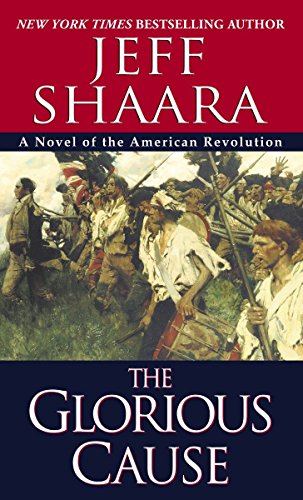 NEW YORK TIMES BESTSELLING AUTHOR
JEFF
SHAARA
A Novel of the American Revolution
THE
GLORIOUS
CAUSE